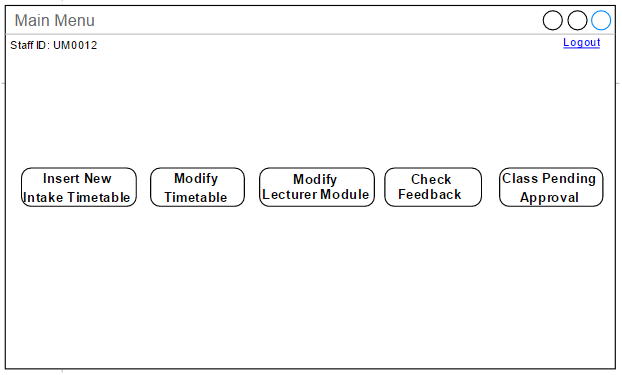 Main Menu
Staff ID: UM0012
Logout
Insert New
Intake Timetable
Modify
Timetable
Modify
Lecturer Module
Check
Feedback
Class Pending
Approval